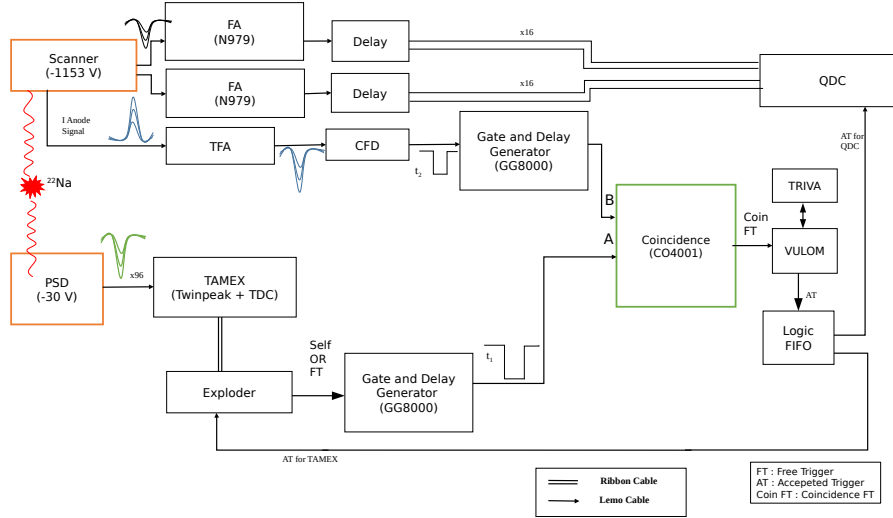 FA
(N979)
x16
Delay
Scanner
(-1153 V)
QDC
FA
(N979)
Delay
x16
I Anode
Signal
TFA
CFD
t2
Gate and Delay
Generator
(GG8000)
AT for
QDC
22Na
TRIVA
B
A
Coincidence
(CO4001)
Coin
FT
VULOM
PSD
(-30 V)
x96
TAMEX
(Twinpeak + TDC)
AT
Logic
FIFO
Self
OR
FT
t1
Exploder
Gate and Delay
Generator
(GG8000)
AT for TAMEX
Ribbon Cable
Lemo Cable
FT : Free Trigger
AT : Accepeted Trigger
Coin FT : Coincidence FT